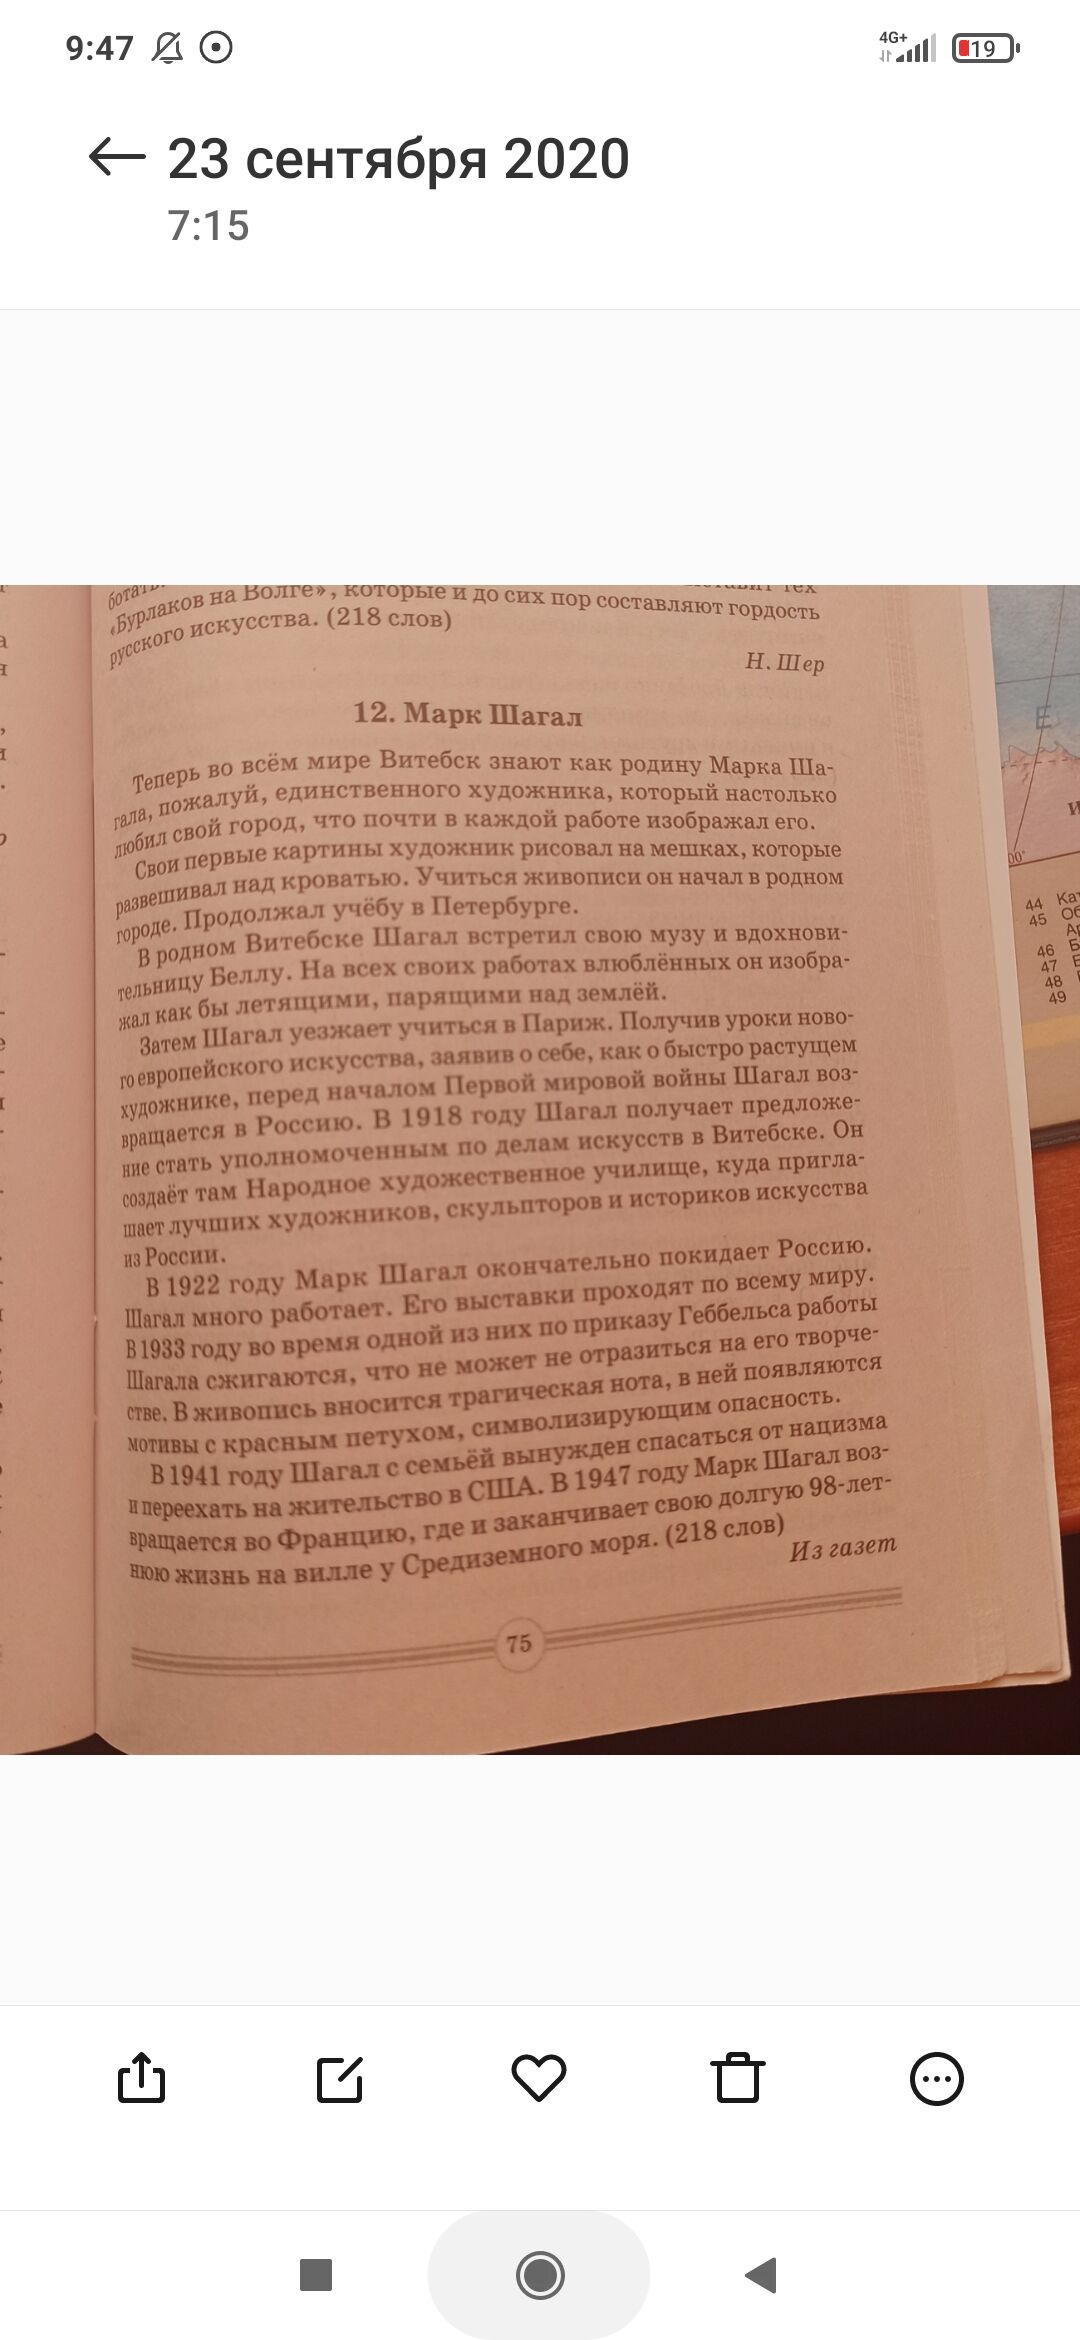 9:47
4G+
19
23 сентября 2020
7:15
«Бурлаков на Волге», которые и до сих пор составляют гордость
русского искусства. (218 слов)
Н. Шер
12. Марк Шагал
Теперь во всём мире Витебск знают как родину Марка Ша-
гала, пожалуй, единственного художника, который настолько
любил свой город, что почти в каждой работе изображал его.
Свои первые картины художник рисовал на мешках, которые
развешивал над кроватью. Учиться живописи он начал в родном
городе. Продолжал учёбу в Петербурге.
В родном Витебске Шагал встретил свою музу и вдохнови-
тельницу Беллу. На всех своих работах влюблённых он изобра-
жал как бы летящими, парящими над землёй.
Затем Шагал уезжает учиться в Париж. Получив уроки ново-
го европейского искусства, заявив о себе, как о быстро растущем
художнике, перед началом Первой мировой войны Шагал воз-
вращается в Россию. В 1918 году Шагал получает предложе-
ние стать уполномоченным по делам искусств в Витебске. Он
создаёт там Народное художественное училище, куда пригла-
шает лучших художников, скульпторов и историков искусства
из России.
В 1922 году Марк Шагал окончательно покидает Россию.
Шагал много работает. Его выставки проходят по всему миру.
В 1933 году во время одной из них по приказу Геббельса работы
Шагала сжигаются, что не может не отразиться на его творче-
стве. В живопись вносится трагическая нота, в ней появляются
мотивы с красным петухом, символизирующим опасность.
В 1941 году Шагал с семьёй вынужден спасаться от нацизма
и переехать на жительство в США. В 1947 году Марк Шагал воз-
вращается во Францию, где и заканчивает свою долгую 98-лет-
нюю жизнь на вилле у Средиземного моря. (218 слов)
Из газет
75
E
44
45
46
47
48
49